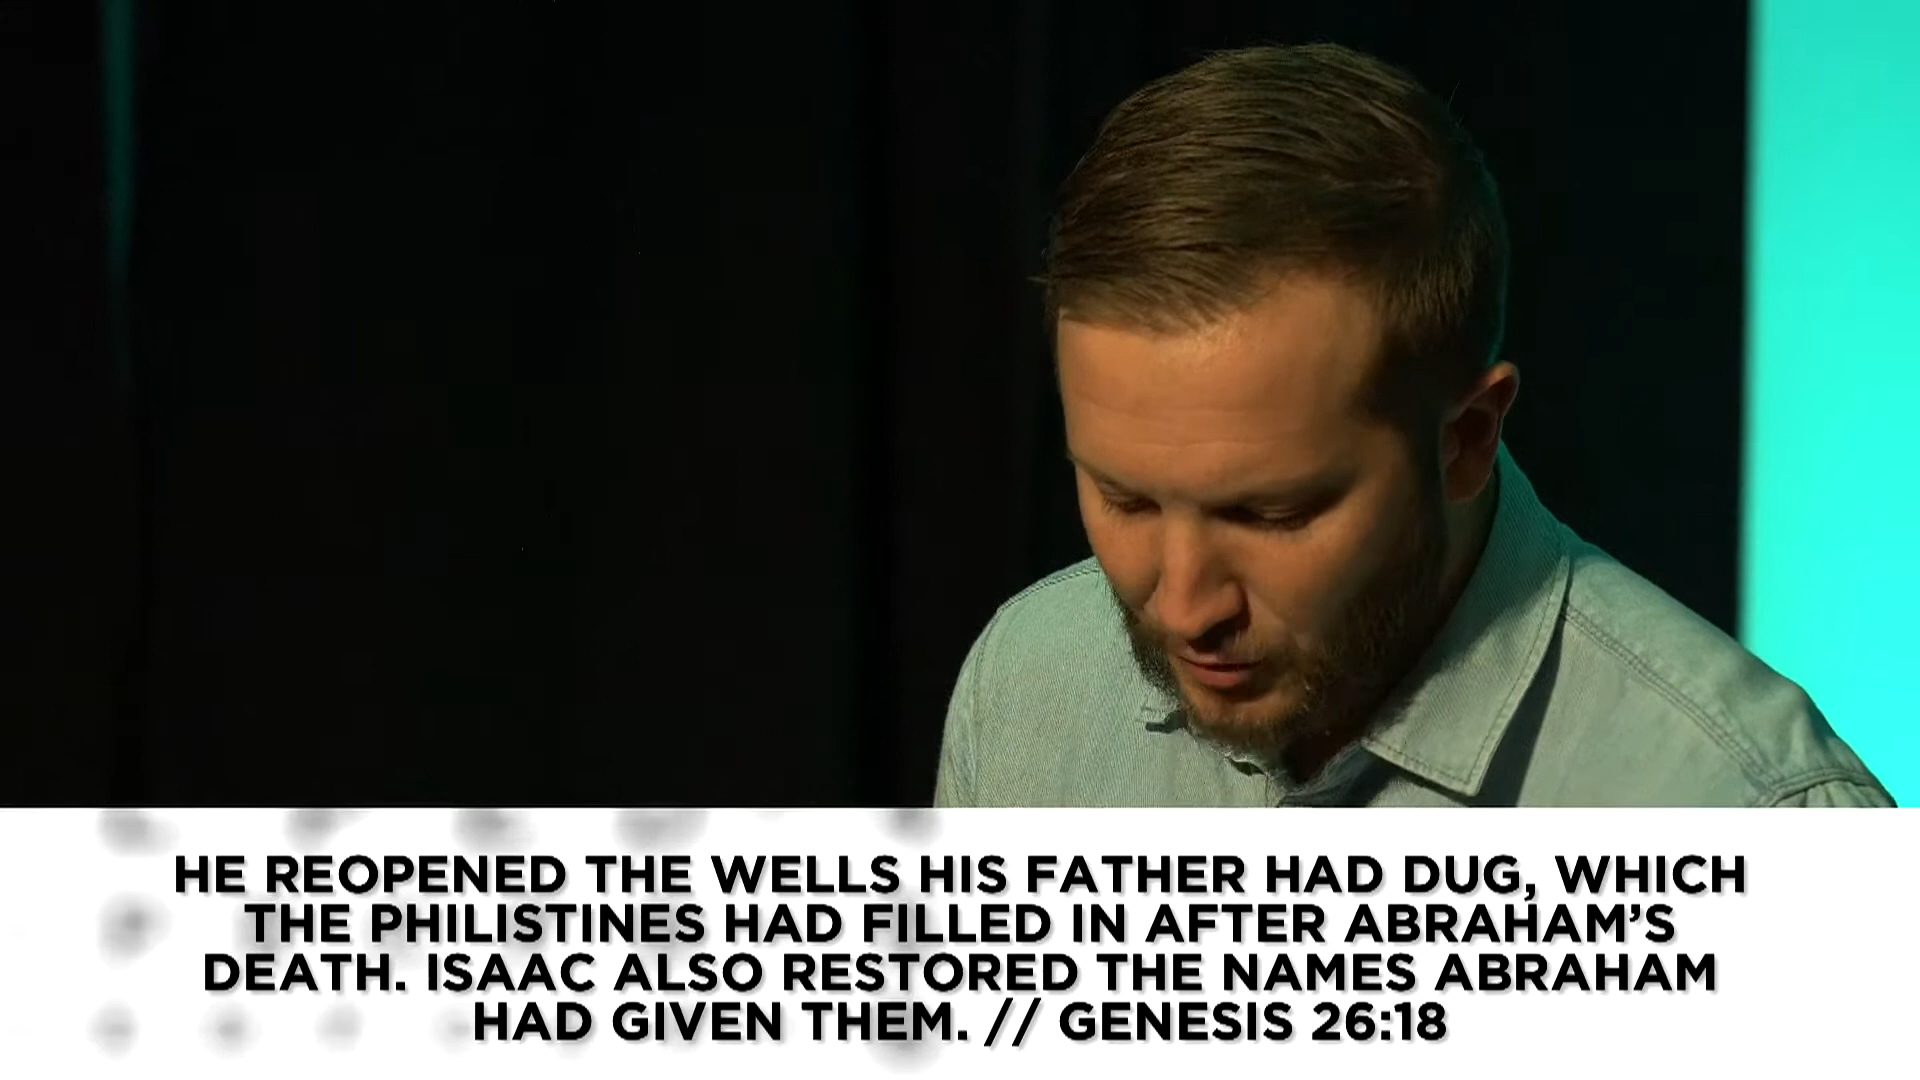 HE REOPENED THE WELLS HIS FATHER HAD DUG, WHICH
THE PHILISTINES HAD FILLED IN AFTER ABRAHAM’S
DEATH. ISAAC ALSO RESTORED THE NAMES ABRAHAM
HAD GIVEN THEM. // GENESIS 26:18